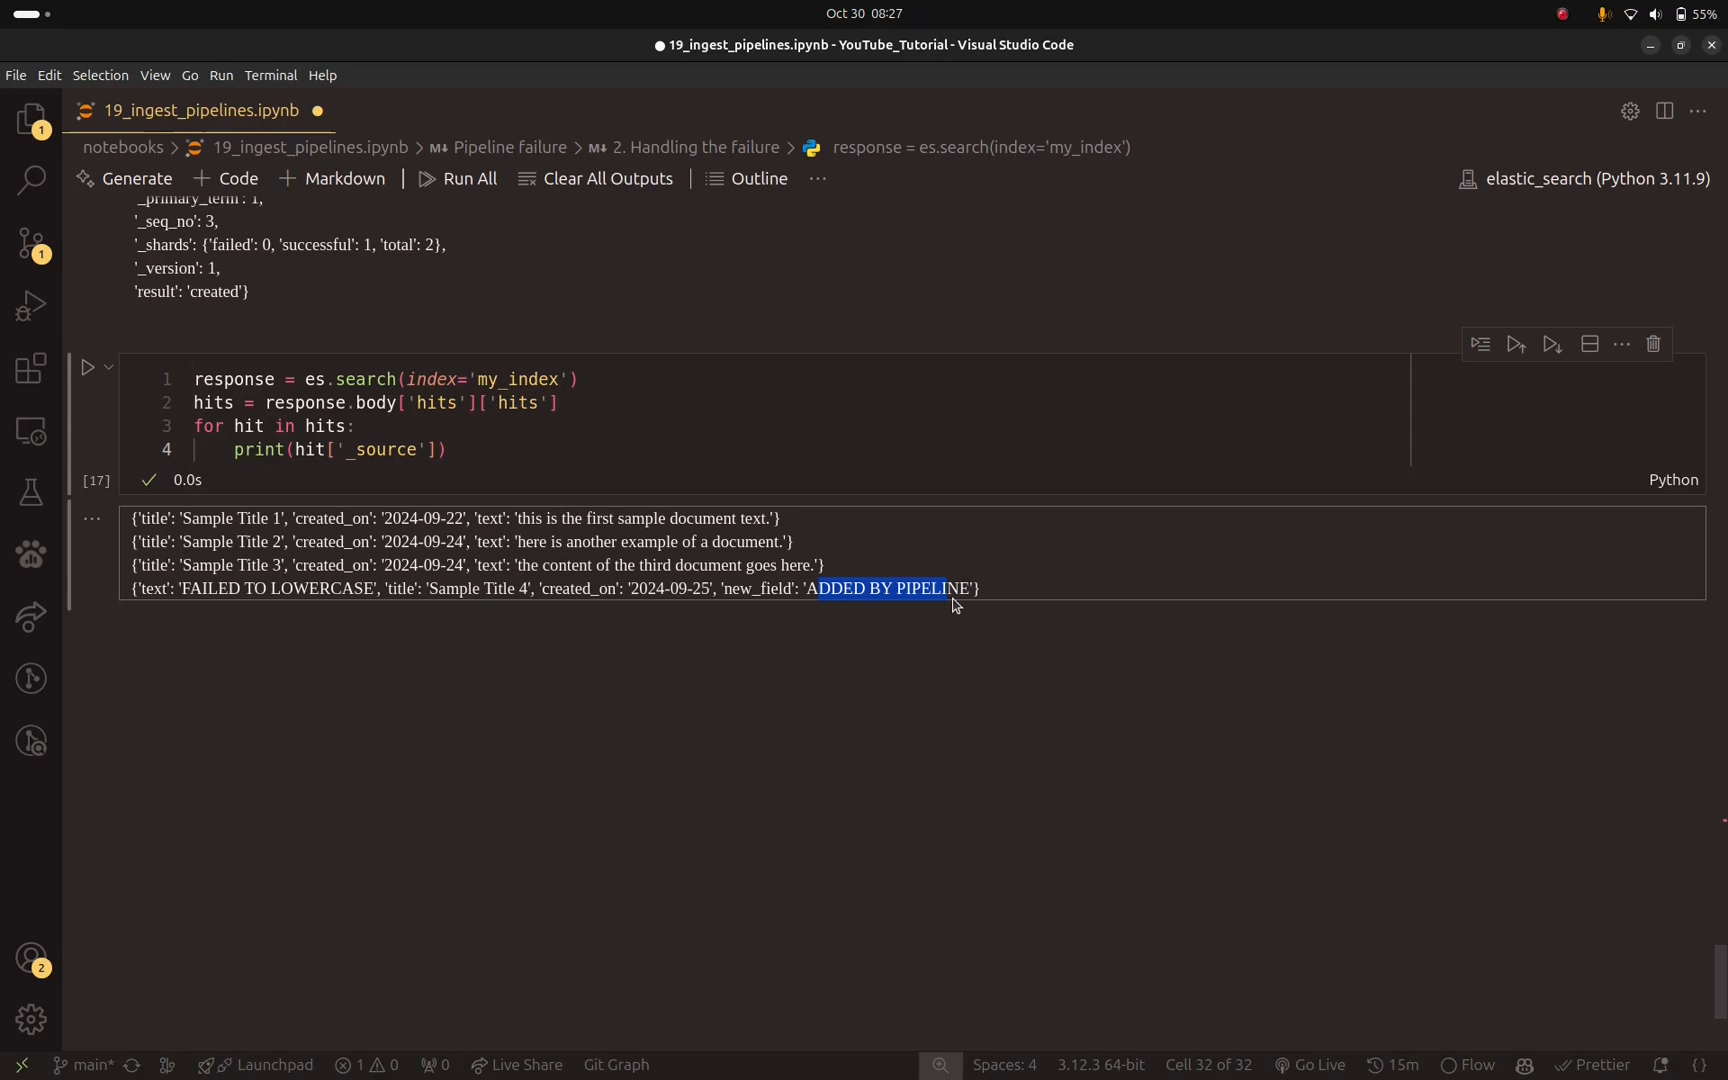 Oct 30 08:27
55%
19_ingest_pipelines.ipynb - YouTube_Tutorial - Visual Studio Code
File Edit Selection View Go Run Terminal Help
19_ingest_pipelines.ipynb
notebooks > 19_ingest_pipelines.ipynb > M↓ Pipeline failure > M↓ 2. Handling the failure > response = es.search(index='my_index')
Generate + Code + Markdown | Run All Clear All Outputs | Outline ... elastic_search (Python 3.11.9)
'_primary_term': 1,
'_seq_no': 3,
'_shards': {'failed': 0, 'successful': 1, 'total': 2},
'_version': 1,
'result': 'created'}
1 response = es.search(index='my_index')
2 hits = response.body['hits']['hits']
3 for hit in hits:
4 print(hit['_source'])
[17] 0.0s Python
{'title': 'Sample Title 1', 'created_on': '2024-09-22', 'text': 'this is the first sample document text.'}
{'title': 'Sample Title 2', 'created_on': '2024-09-24', 'text': 'here is another example of a document.'}
{'title': 'Sample Title 3', 'created_on': '2024-09-24', 'text': 'the content of the third document goes here.'}
{'text': 'FAILED TO LOWERCASE', 'title': 'Sample Title 4', 'created_on': '2024-09-25', 'new_field': 'ADDED BY PIPELINE'}
1
1
2
main* Launchpad 1 0 0 Live Share Git Graph Spaces: 4 3.12.3 64-bit Cell 32 of 32 Go Live 15m Flow Prettier {}